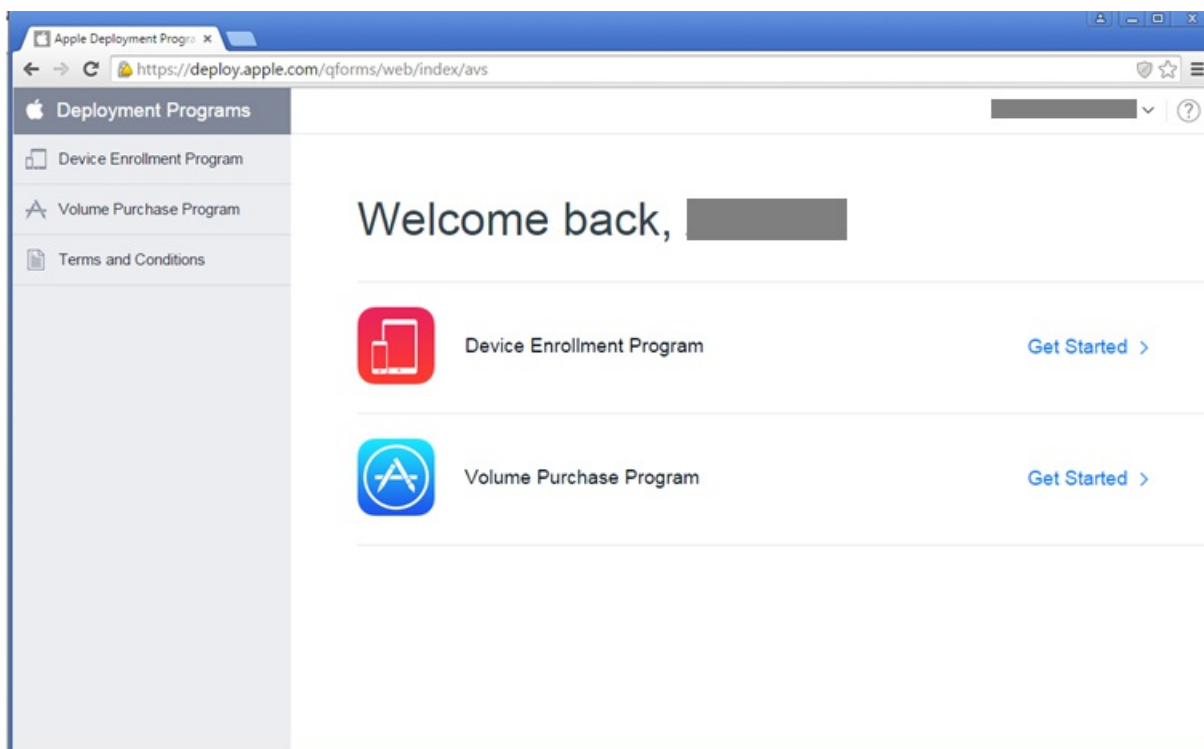 Apple Deployment Progra
https://deploy.apple.com/qforms/web/index/avs
Deployment Programs
Device Enrollment Program
Volume Purchase Program
Terms and Conditions
Welcome back,
Device Enrollment Program Get Started >
Volume Purchase Program Get Started >